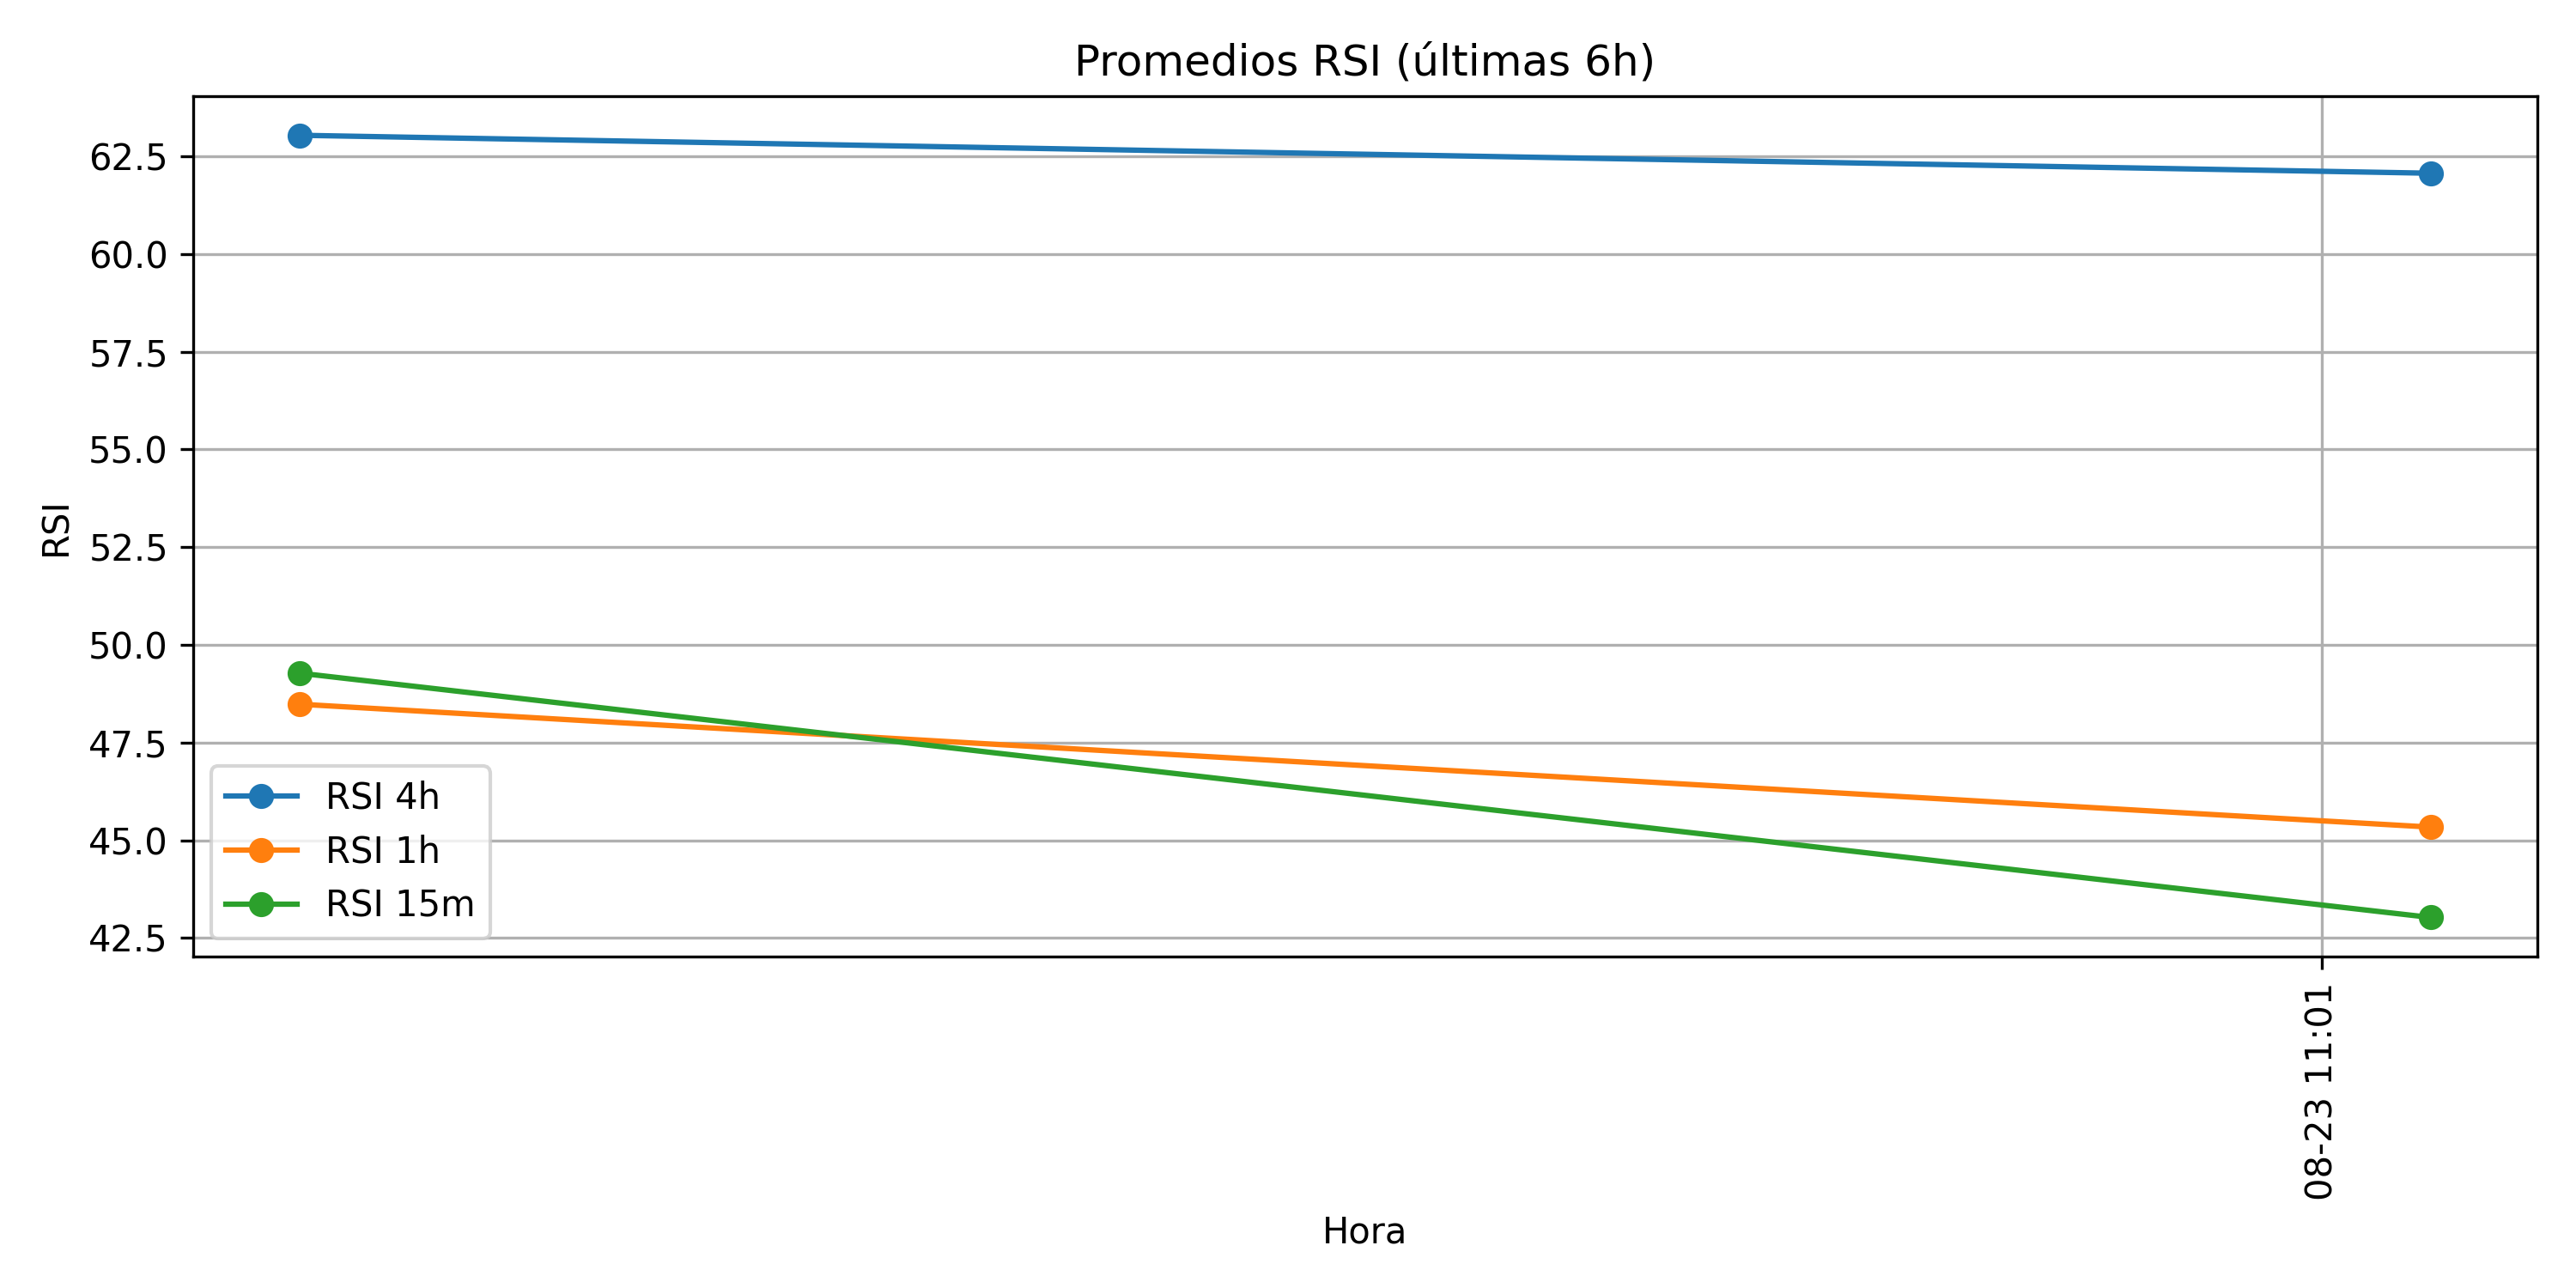 Promedios RSI (últimas 6h)
RSI
62.5
60.0
57.5
55.0
52.5
50.0
47.5
45.0
42.5
RSI 4h
RSI 1h
RSI 15m
08-23 11:01
Hora